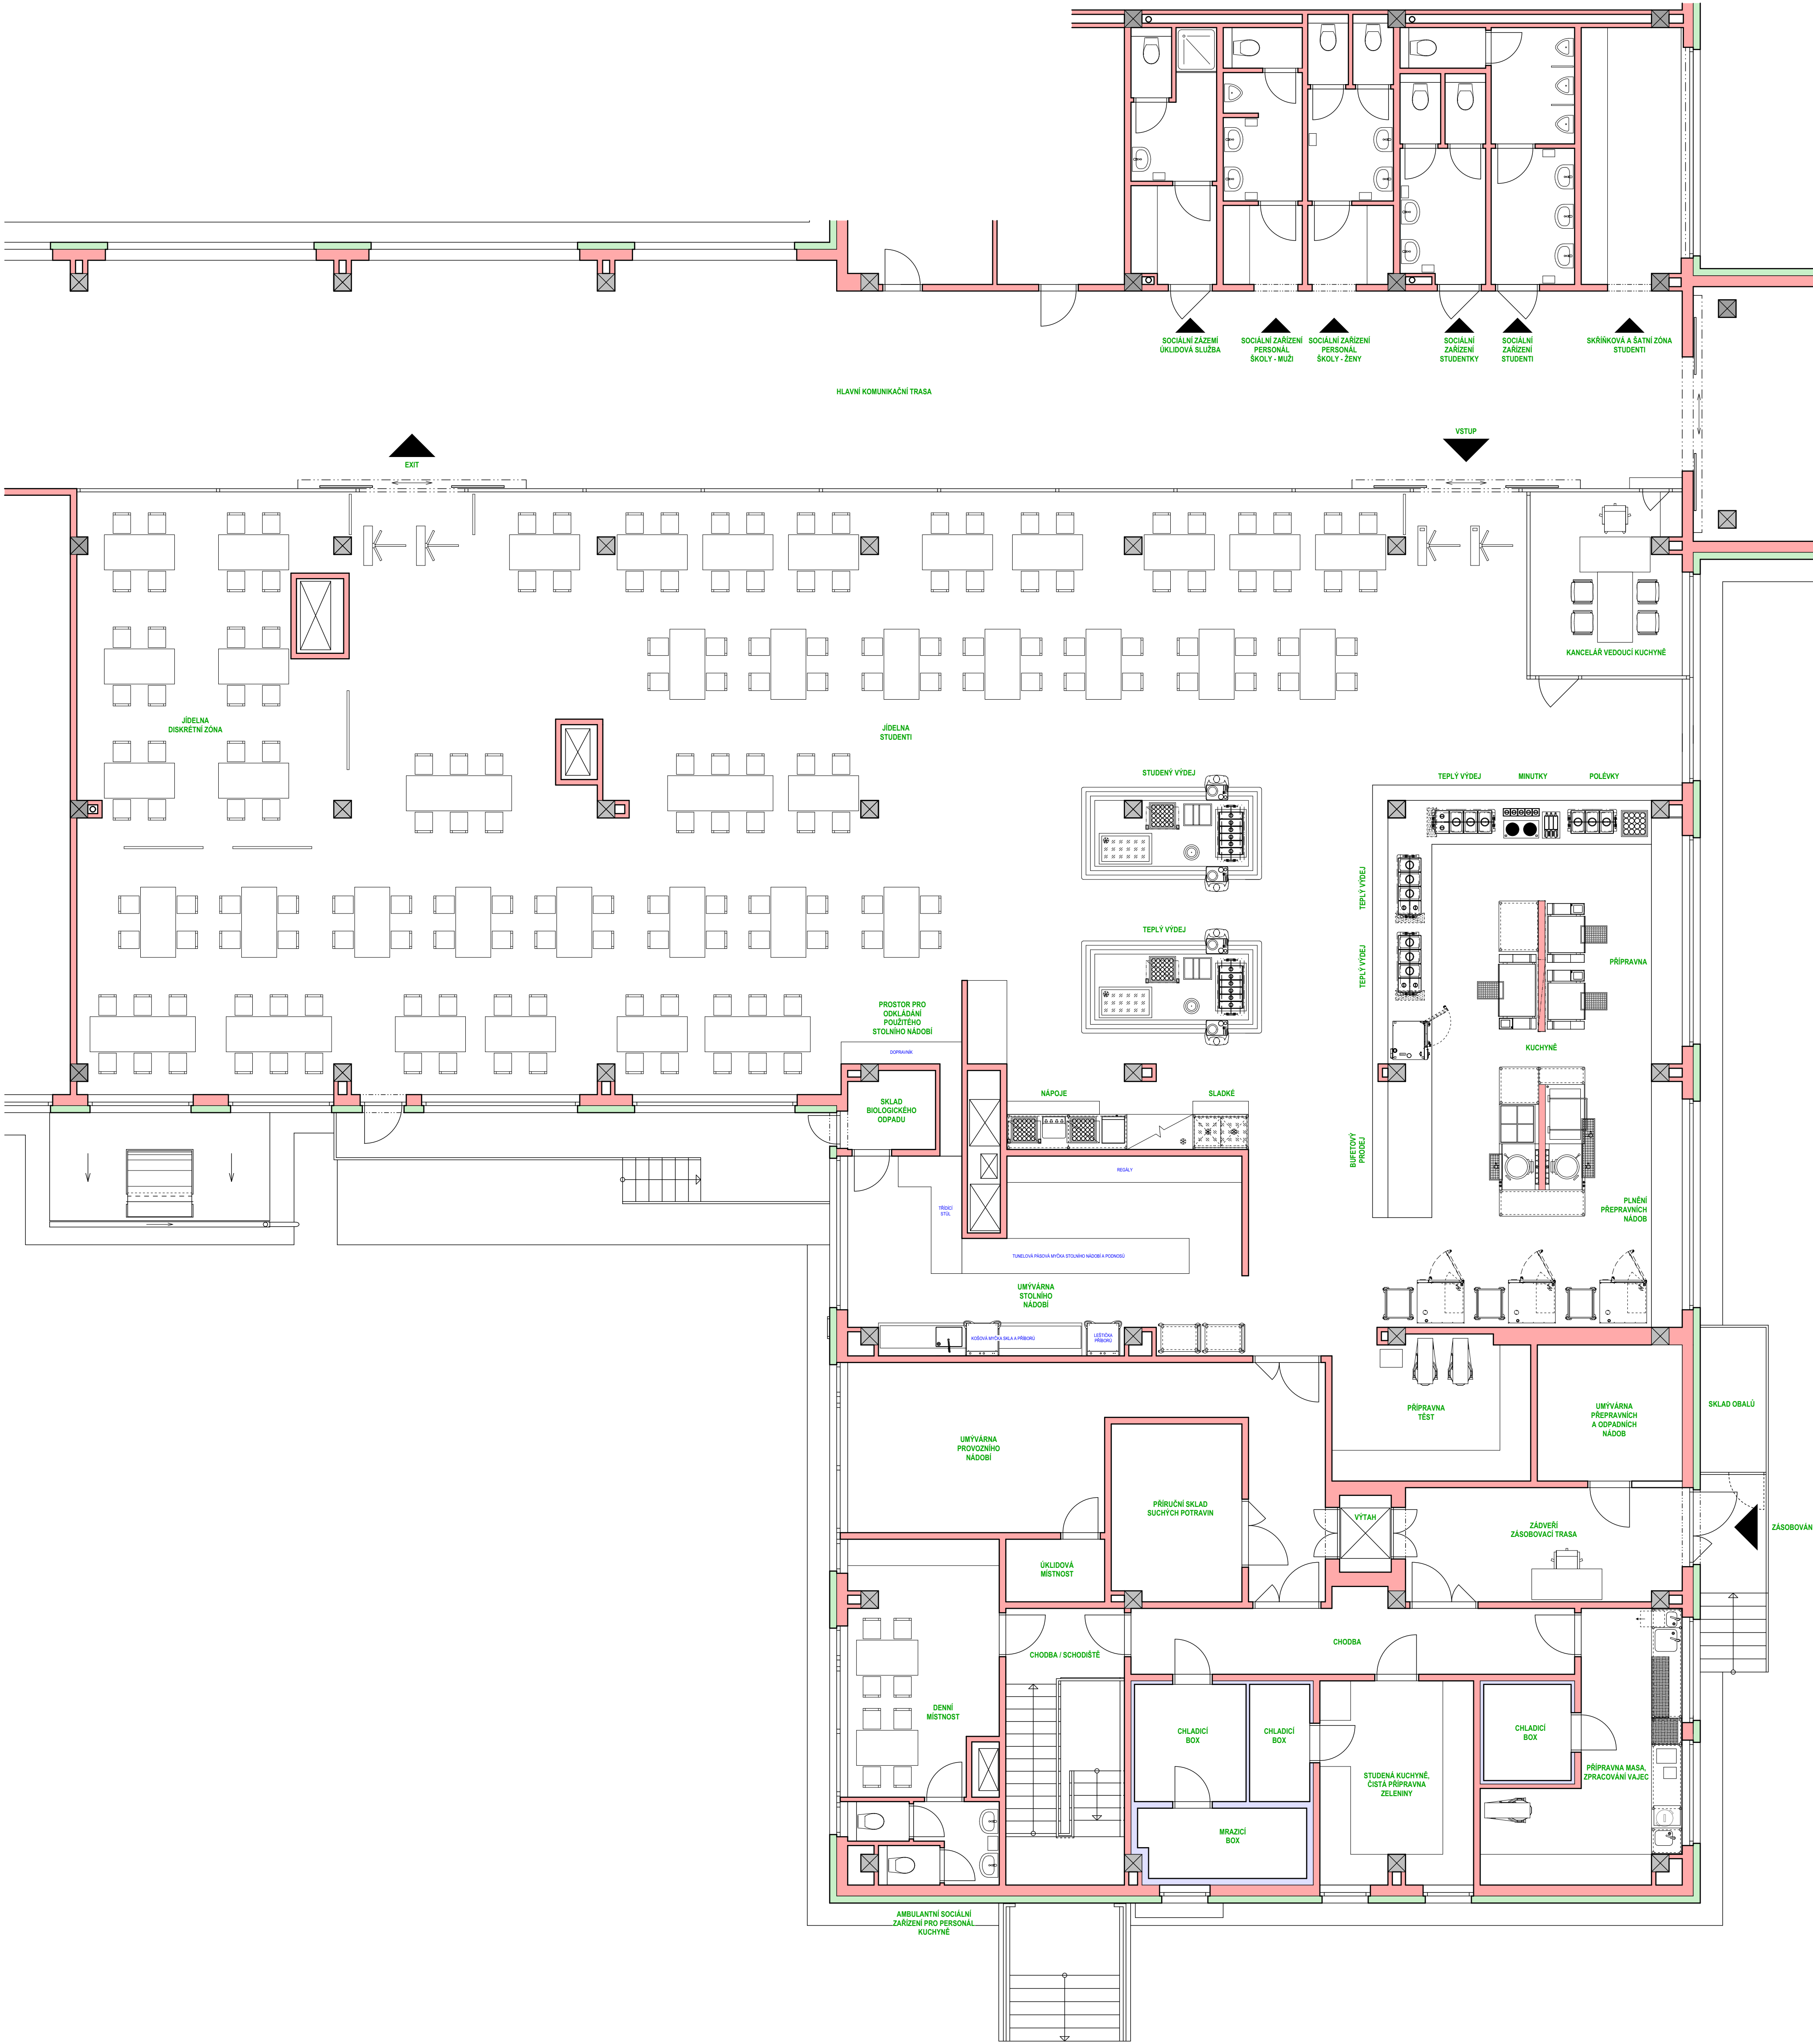 SOCIÁLNÍ ZÁZEMÍ
ÚKLIDOVÁ SLUŽBA
SOCIÁLNÍ ZAŘÍZENÍ
PERSONÁL
ŠKOLY - MUŽI
SOCIÁLNÍ ZAŘÍZENÍ
PERSONÁL
ŠKOLY - ŽENY
SOCIÁLNÍ
ZAŘÍZENÍ
STUDENTKY
SOCIÁLNÍ
ZAŘÍZENÍ
STUDENTI
SKŘÍŇKOVÁ A ŠATNÍ ZÓNA
STUDENTI
HLAVNÍ KOMUNIKAČNÍ TRASA
EXIT
VSTUP
KANCELÁŘ VEDOUCÍ KUCHYNĚ
JÍDELNA
DISKRÉTNÍ ZÓNA
JÍDELNA
STUDENTI
STUDENÝ VÝDEJ
TEPLÝ VÝDEJ
MINUTKY
POLÉVKY
TEPLÝ VÝDEJ
TEPLÝ VÝDEJ
TEPLÝ VÝDEJ
PŘÍPRAVNA
KUCHYNĚ
PROSTOR PRO
ODKLÁDÁNÍ
POUŽITÉHO
STOLNÍHO NÁDOBÍ
DOPRAVNÍK
SKLAD
BIOLOGICKÉHO
ODPADU
NÁPOJE
SLADKÉ
BUFETOVÝ
PRODEJ
REGÁLY
TŘÍDÍCÍ
STŮL
PLNĚNÍ
PŘEPRAVNÍCH
NÁDOB
TUNELOVÁ PÁSOVÁ MYČKA STOLNÍHO NÁDOBÍ A PODNOSŮ
UMÝVÁRNA
STOLNÍHO
NÁDOBÍ
KOŠOVÁ MYČKA SKLA A PŘÍBORŮ
LEŠTIČKA
PŘÍBORŮ
PŘÍPRAVNA
TĚST
UMÝVÁRNA
PŘEPRAVNÍCH
A ODPADNÍCH
NÁDOB
SKLAD OBALŮ
UMÝVÁRNA
PROVOZNÍHO
NÁDOBÍ
PŘÍRUČNÍ SKLAD
SUCHÝCH POTRAVIN
VÝTAH
ZÁDVEŘÍ
ZÁSOBOVACÍ TRASA
ZÁSOBOVÁN
ÚKLIDOVÁ
MÍSTNOST
CHODBA / SCHODIŠTĚ
CHODBA
DENNÍ
MÍSTNOST
CHLADICÍ
BOX
CHLADICÍ
BOX
CHLADICÍ
BOX
STUDENÁ KUCHYNĚ,
ČISTÁ PŘÍPRAVNA
ZELENINY
PŘÍPRAVNA MASA,
ZPRACOVÁNÍ VAJEC
MRAZICÍ
BOX
AMBULANTNÍ SOCIÁLNÍ
ZAŘÍZENÍ PRO PERSONÁL
KUCHYNĚ